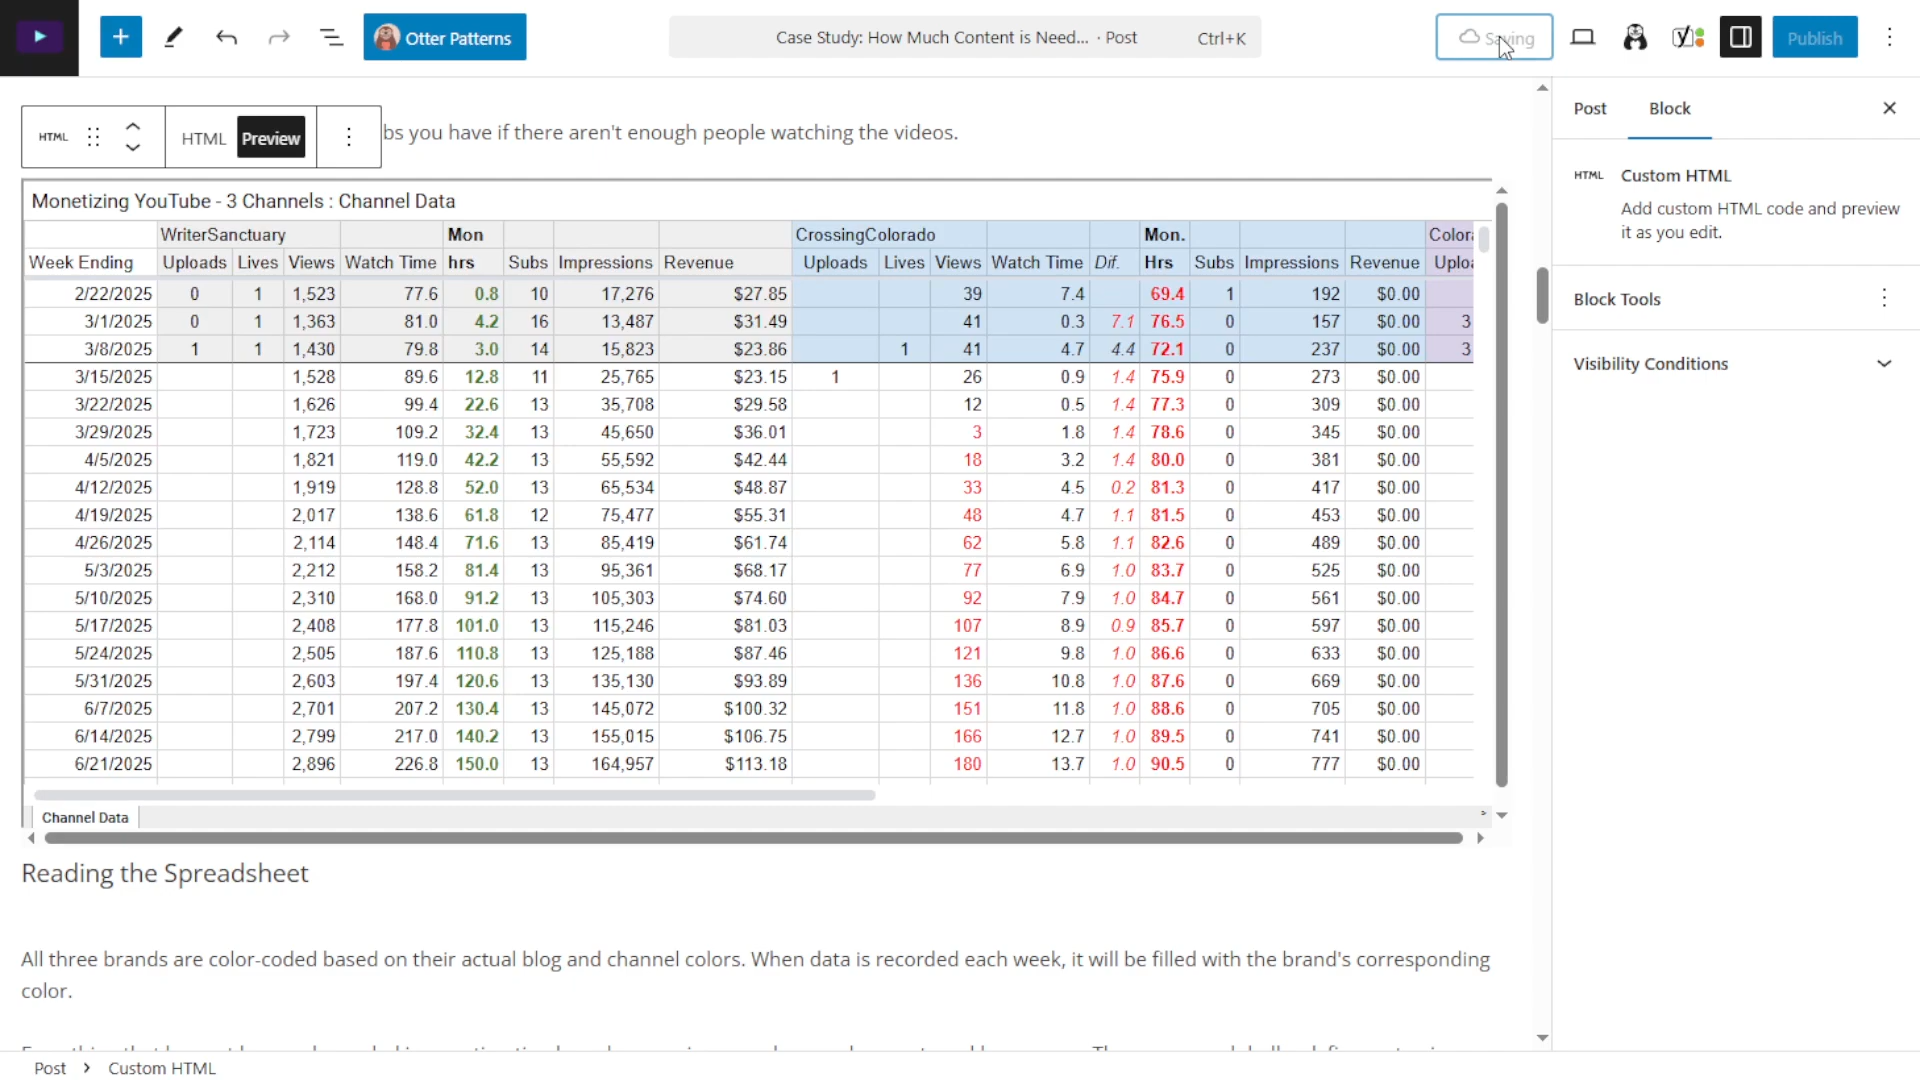 Otter Patterns
Case Study: How Much Content is Need... · Post Ctrl+K
Saving
Publish
HTML HTML Preview
bs you have if there aren't enough people watching the videos.
Monetizing YouTube - 3 Channels : Channel Data
WriterSanctuary Mon CrossingColorado Mon. Colora
Week Ending Uploads Lives Views Watch Time hrs Subs Impressions Revenue Uploads Lives Views Watch Time Dif. Hrs Subs Impressions Revenue Uploa
2/22/2025 0 1 1,523 77.6 0.8 10 17,276 $27.85 39 7.4 69.4 1 192 $0.00
3/1/2025 0 1 1,363 81.0 4.2 16 13,487 $31.49 41 0.3 7.1 76.5 0 157 $0.00 3
3/8/2025 1 1 1,430 79.8 3.0 14 15,823 $23.86 1 41 4.7 4.4 72.1 0 237 $0.00 3
3/15/2025 1,528 89.6 12.8 11 25,765 $23.15 1 26 0.9 1.4 75.9 0 273 $0.00
3/22/2025 1,626 99.4 22.6 13 35,708 $29.58 12 0.5 1.4 77.3 0 309 $0.00
3/29/2025 1,723 109.2 32.4 13 45,650 $36.01 3 1.8 1.4 78.6 0 345 $0.00
4/5/2025 1,821 119.0 42.2 13 55,592 $42.44 18 3.2 1.4 80.0 0 381 $0.00
4/12/2025 1,919 128.8 52.0 13 65,534 $48.87 33 4.5 0.2 81.3 0 417 $0.00
4/19/2025 2,017 138.6 61.8 12 75,477 $55.31 48 4.7 1.1 81.5 0 453 $0.00
4/26/2025 2,114 148.4 71.6 13 85,419 $61.74 62 5.8 1.1 82.6 0 489 $0.00
5/3/2025 2,212 158.2 81.4 13 95,361 $68.17 77 6.9 1.0 83.7 0 525 $0.00
5/10/2025 2,310 168.0 91.2 13 105,303 $74.60 92 7.9 1.0 84.7 0 561 $0.00
5/17/2025 2,408 177.8 101.0 13 115,246 $81.03 107 8.9 0.9 85.7 0 597 $0.00
5/24/2025 2,505 187.6 110.8 13 125,188 $87.46 121 9.8 1.0 86.6 0 633 $0.00
5/31/2025 2,603 197.4 120.6 13 135,130 $93.89 136 10.8 1.0 87.6 0 669 $0.00
6/7/2025 2,701 207.2 130.4 13 145,072 $100.32 151 11.8 1.0 88.6 0 705 $0.00
6/14/2025 2,799 217.0 140.2 13 155,015 $106.75 166 12.7 1.0 89.5 0 741 $0.00
6/21/2025 2,896 226.8 150.0 13 164,957 $113.18 180 13.7 1.0 90.5 0 777 $0.00
Channel Data
Reading the Spreadsheet
All three brands are color-coded based on their actual blog and channel colors. When data is recorded each week, it will be filled with the brand's corresponding
color.
Post Block
HTML Custom HTML
Add custom HTML code and preview
it as you edit.
Block Tools
Visibility Conditions
Post > Custom HTML